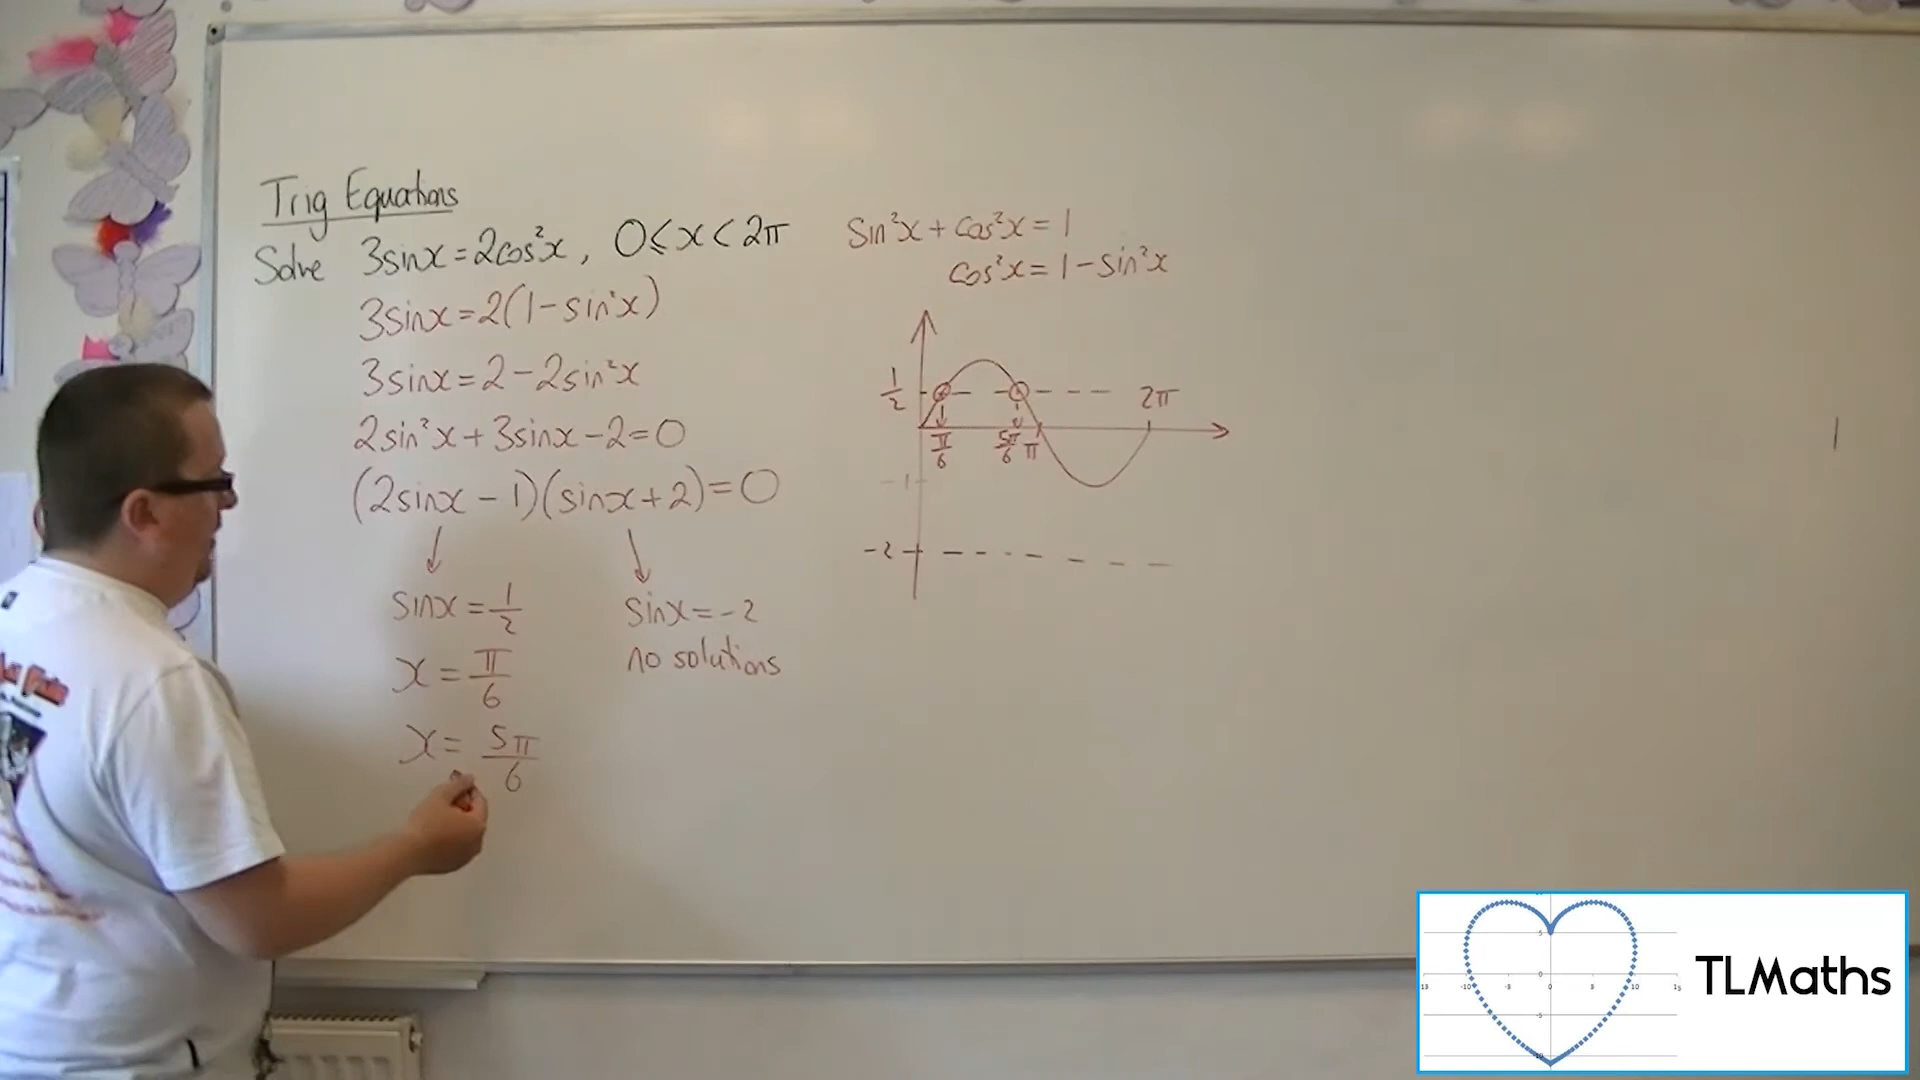 Trig Equations
Solve 3sinx=2cos²x, 0≤x<2π
3sinx=2(1-sin²x)
3sinx=2-2sin²x
2sin²x+3sinx-2=0
(2sinx-1)(sinx+2)=0
sinx=1/2
x=π/6
x=5π/6
sinx=-2
no solutions
sin²x+cos²x=1
cos²x=1-sin²x
1/2
2π
π/6
5π/6
π
-1
-2
TLMaths